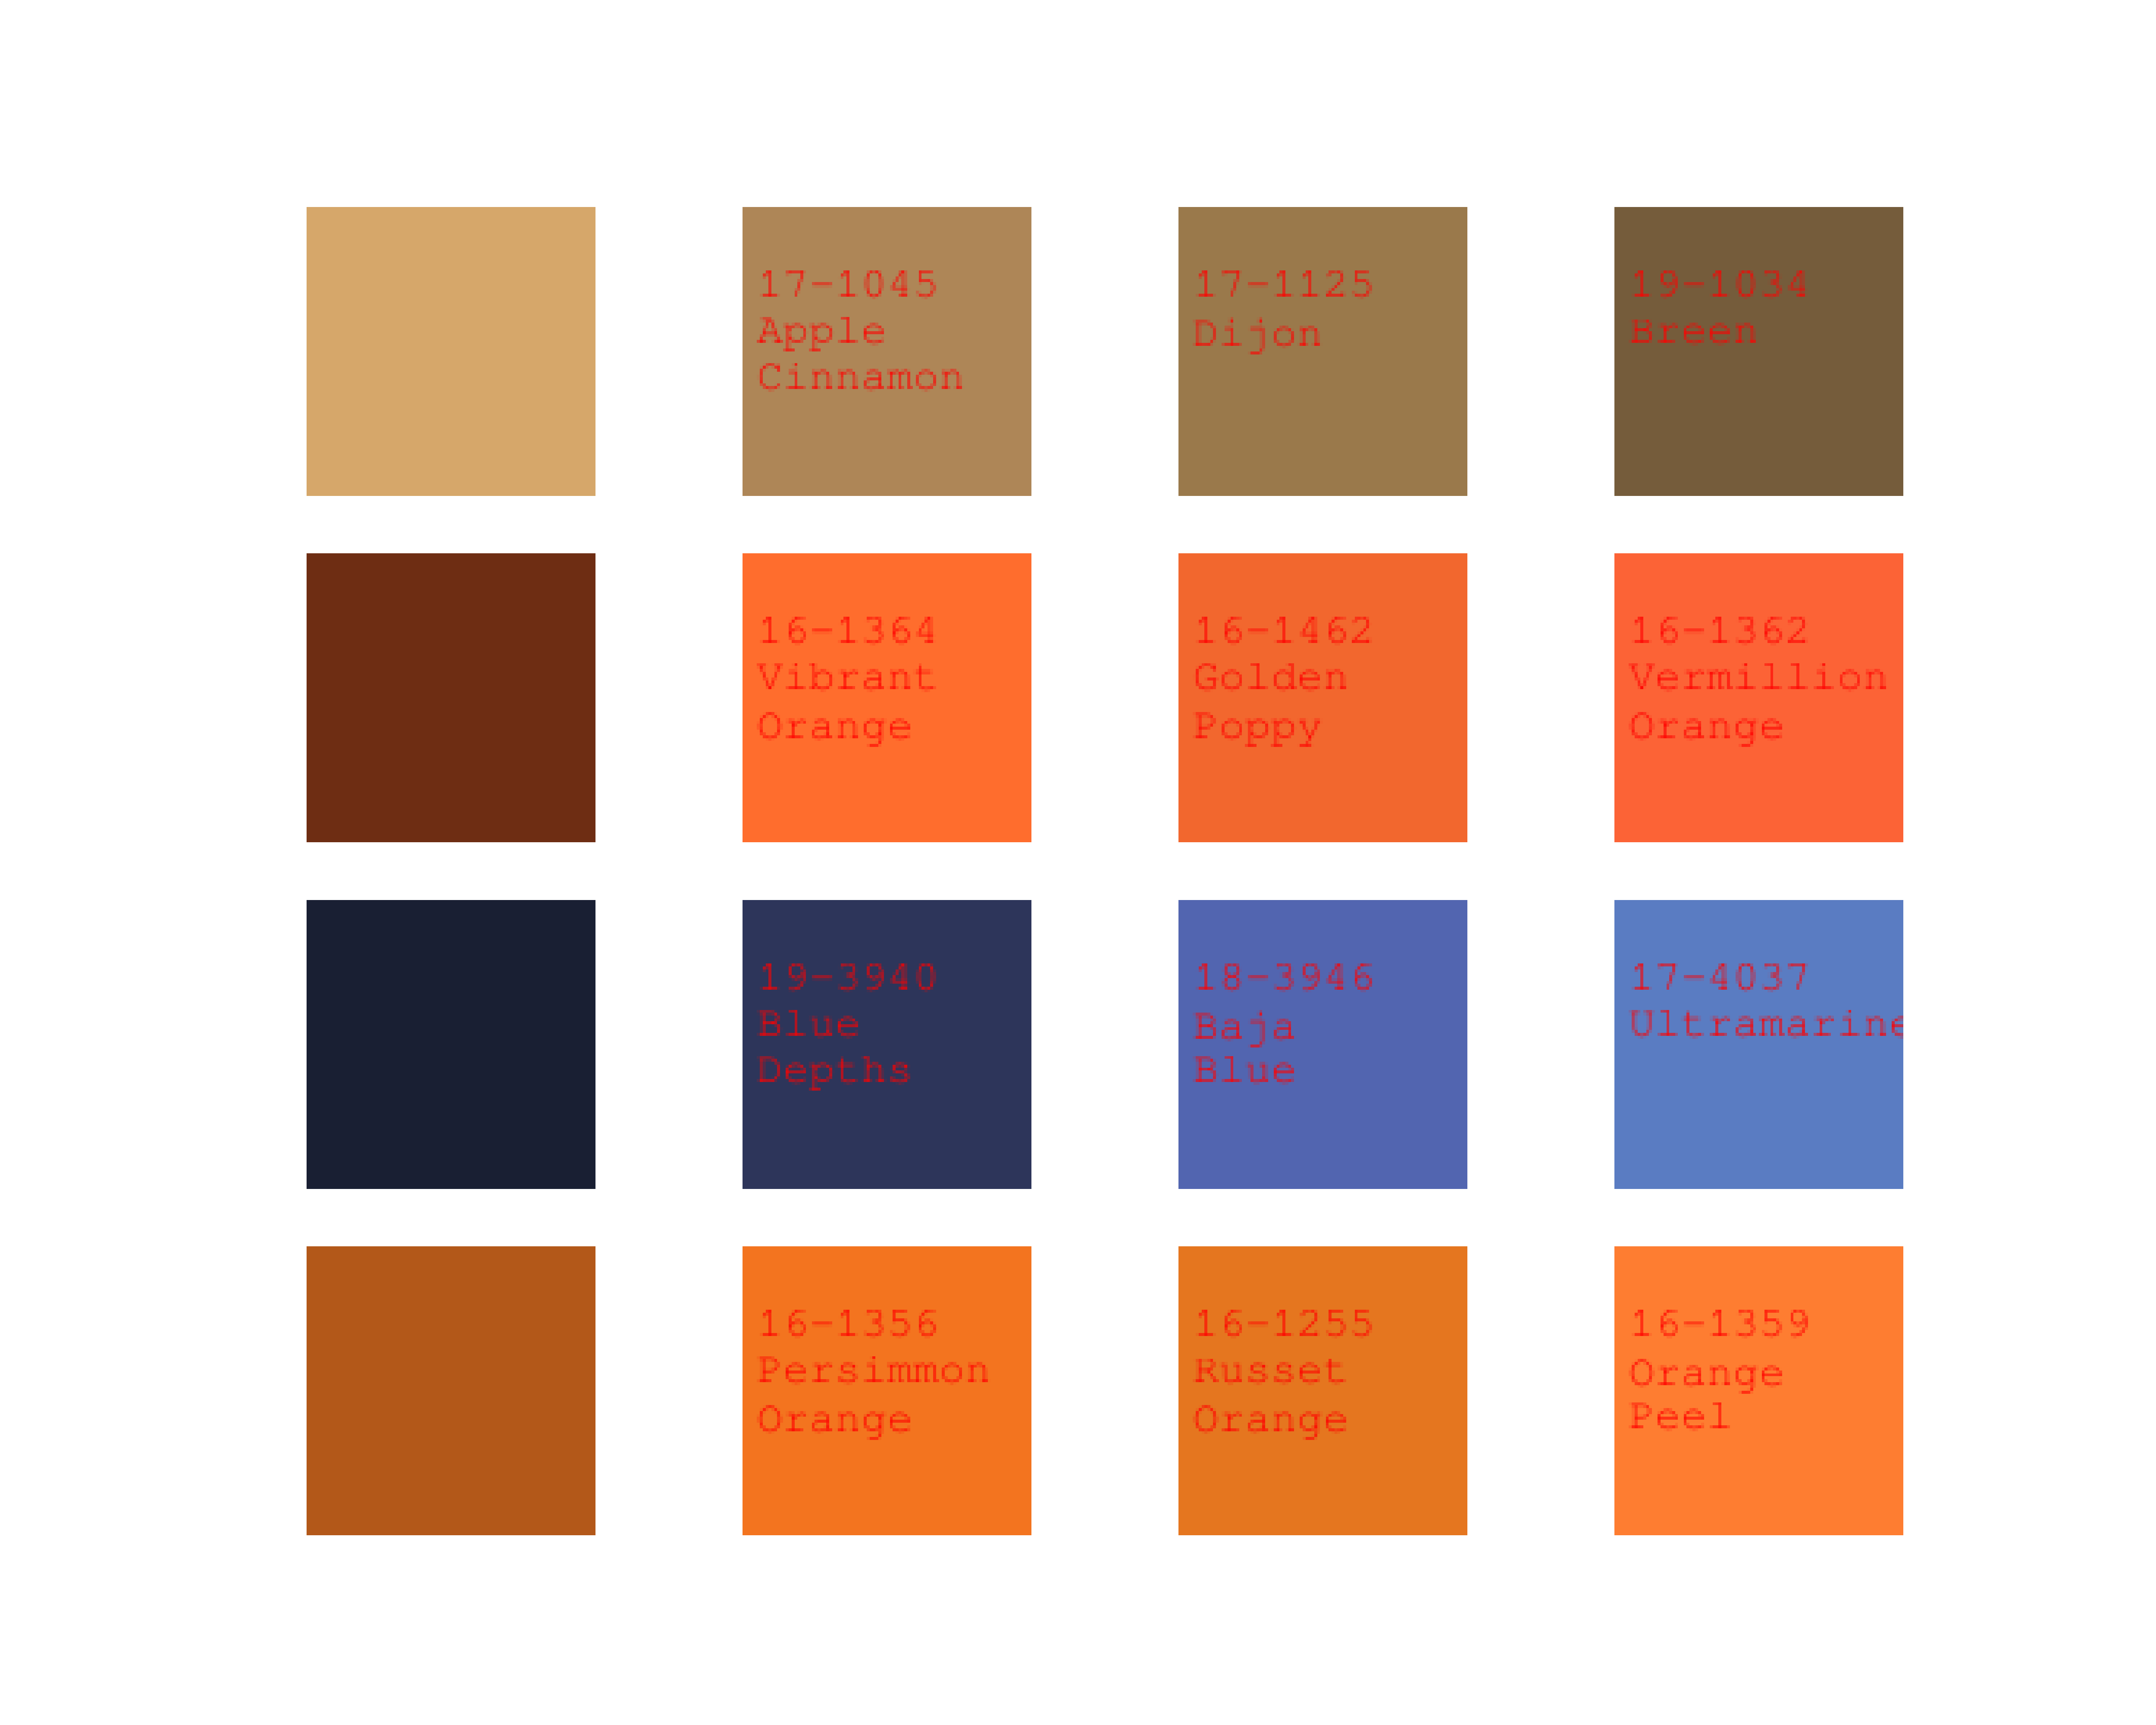 17-1045
Apple
Cinnamon
17-1125
Dijon
19-1034
Breen
16-1364
Vibrant
Orange
16-1462
Golden
Poppy
16-1362
Vermillion
Orange
19-3940
Blue
Depths
18-3946
Baja
Blue
17-4037
Ultramarine
16-1356
Persimmon
Orange
16-1255
Russet
Orange
16-1359
Orange
Peel